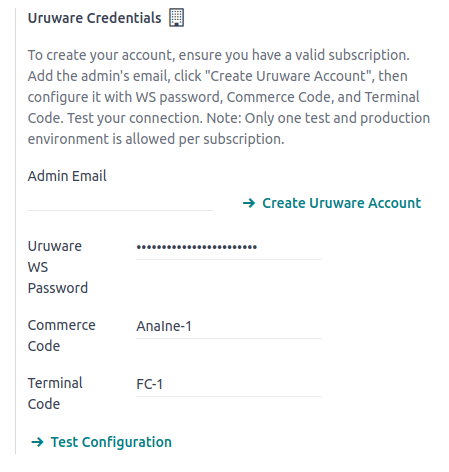 Uruware Credentials
To create your account, ensure you have a valid subscription.
Add the admin's email, click "Create Uruware Account", then
configure it with WS password, Commerce Code, and Terminal
Code. Test your connection. Note: Only one test and production
environment is allowed per subscription.
Admin Email
→ Create Uruware Account
Uruware
WS
Password
••••••••••••••••••••••••
Commerce
Code
AnaIne-1
Terminal
Code
FC-1
→ Test Configuration